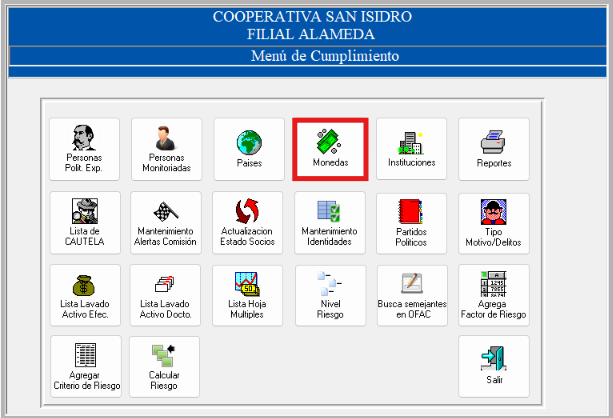 COOPERATIVA SAN ISIDRO
FILIAL ALAMEDA
Menú de Cumplimiento
Personas
Polit. Exp.
Personas
Monitoriadas
Paises
Monedas
Instituciones
Reportes
Lista de
CAUTELA
Mantenimiento
Alertas Comisión
Actualizacion
Estado Socios
Mantenimiento
Identidades
Partidos
Politicos
Tipo
Motivo/Delitos
Lista Lavado
Activo Efec.
Lista Lavado
Activo Docto.
Lista Hoja
Multiples
Nivel
Riesgo
Busca semejantes
en OFAC
Agrega
Factor de Riesgo
Agregar
Criterio de Riesgo
Calcular
Riesgo
Salir